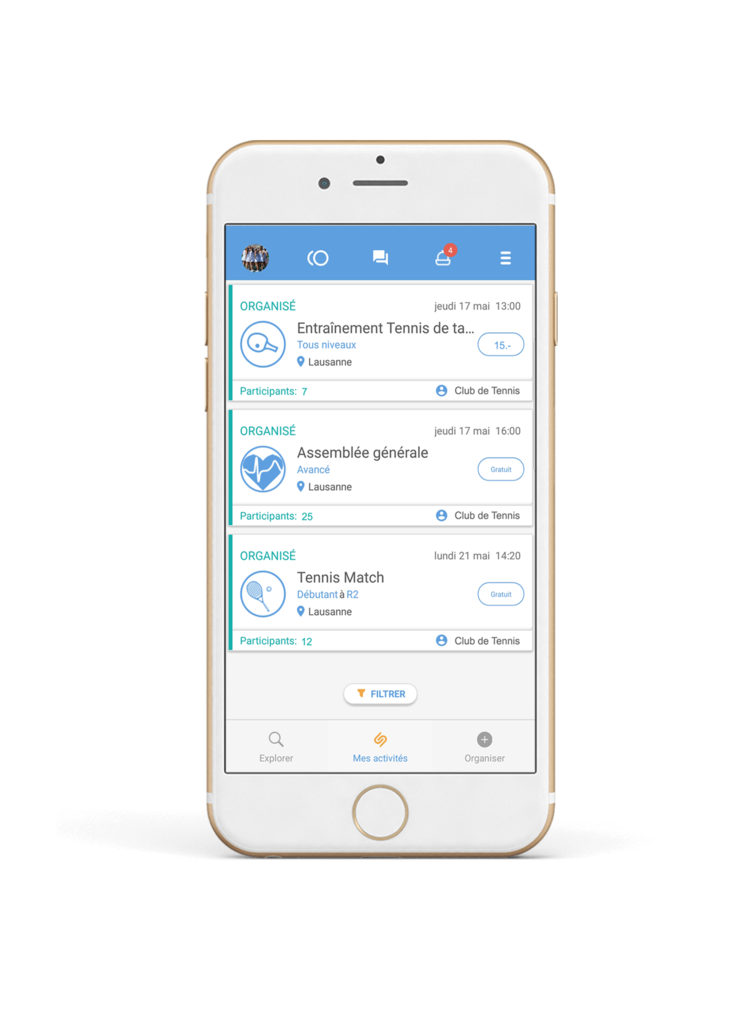 4
ORGANISÉ jeudi 17 mai 13:00
Entraînement Tennis de ta...
Tous niveaux
15.-
Lausanne
Participants: 7 Club de Tennis
ORGANISÉ jeudi 17 mai 16:00
Assemblée générale
Avancé
Gratuit
Lausanne
Participants: 25 Club de Tennis
ORGANISÉ lundi 21 mai 14:20
Tennis Match
Débutant à R2
Gratuit
Lausanne
Participants: 12 Club de Tennis
FILTRER
Explorer Mes activités Organiser